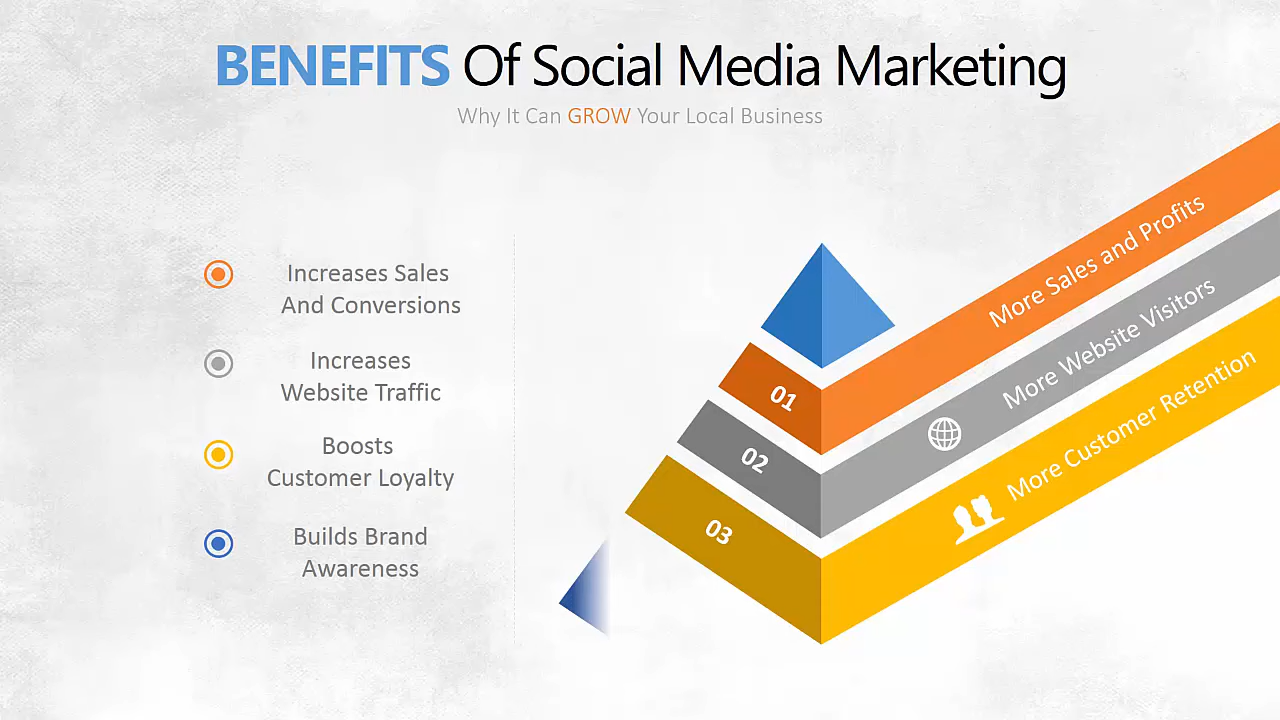 BENEFITS Of Social Media Marketing
Why It Can GROW Your Local Business
Increases Sales
And Conversions
Increases
Website Traffic
Boosts
Customer Loyalty
Builds Brand
Awareness
01
More Sales and Profits
02
More Website Visitors
03
More Customer Retention